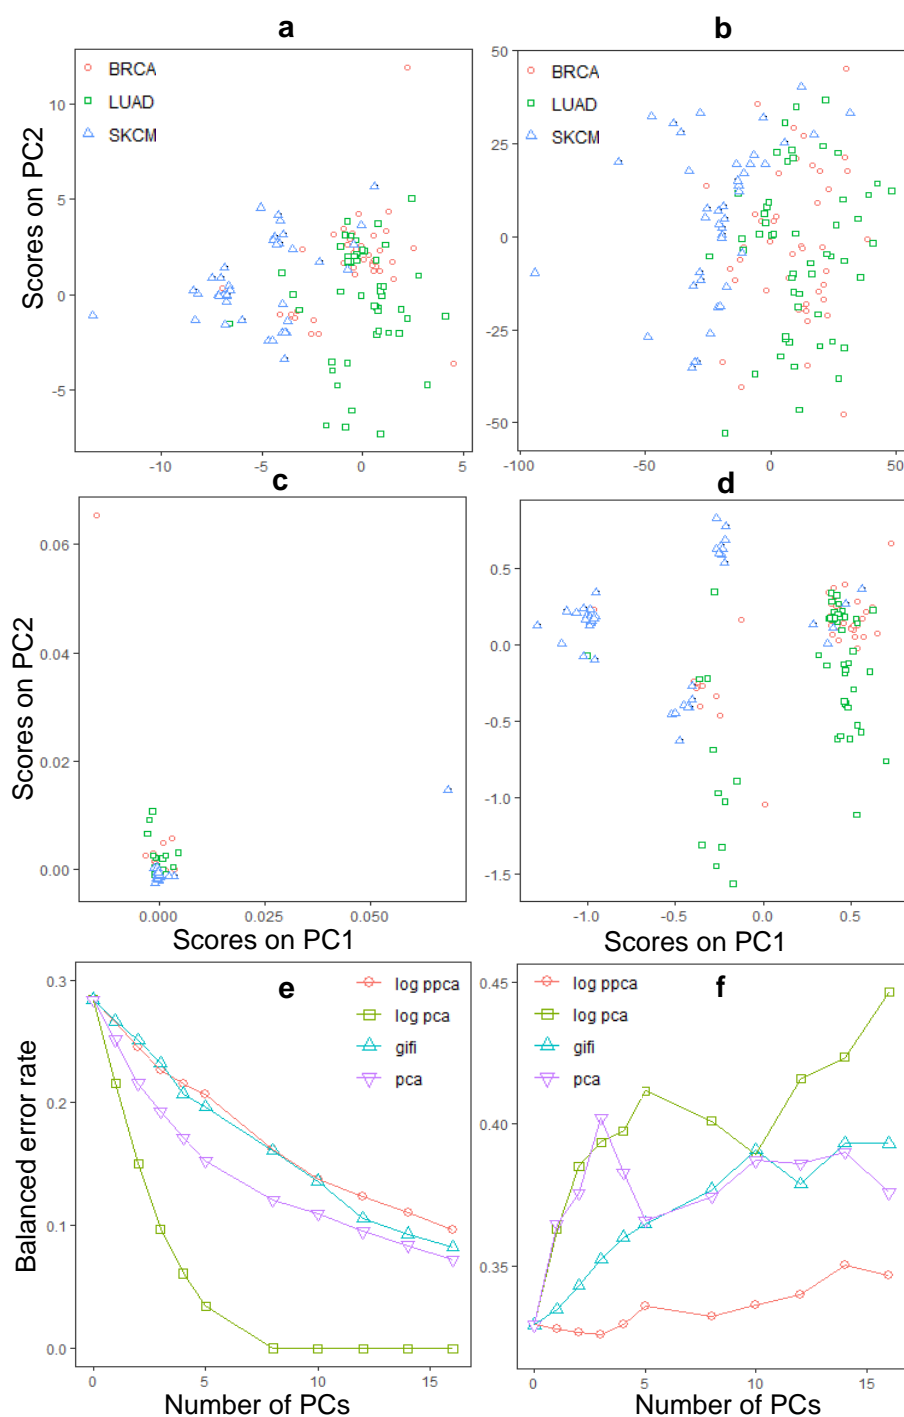 a
BRCA
LUAD
SKCM
Scores on PC2
10
5
0
-5
-10
-5
0
5
b
BRCA
LUAD
SKCM
50
25
0
-25
-50
-100
-50
0
50
c
Scores on PC2
0.06
0.04
0.02
0.00
0.000
0.025
0.050
Scores on PC1
d
0.5
0.0
-0.5
-1.0
-1.5
-1.0
-0.5
0.0
0.5
Scores on PC1
e
log ppca
log pca
gifi
pca
Balanced error rate
0.3
0.2
0.1
0.0
0
5
10
15
Number of PCs
f
log ppca
log pca
gifi
pca
0.45
0.40
0.35
0
5
10
15
Number of PCs